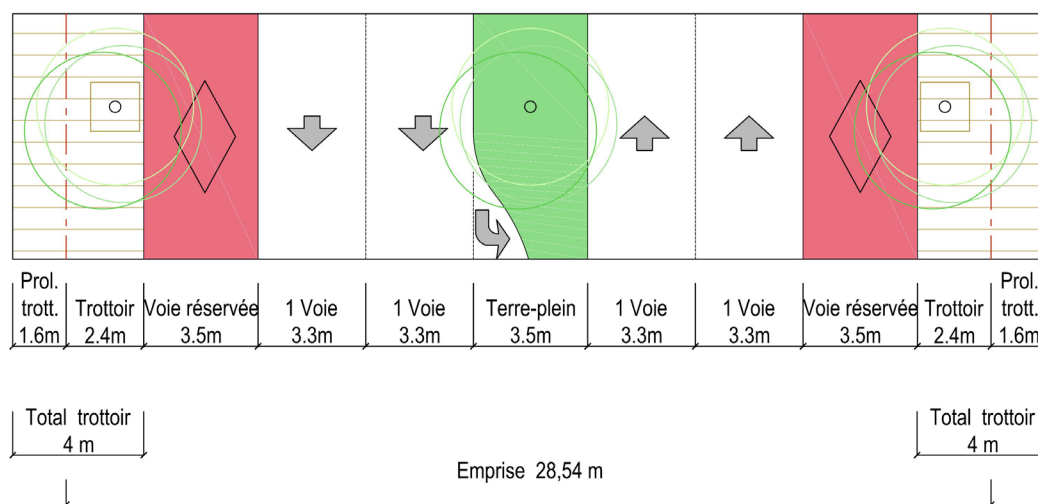 Prol.
trott.
1.6m
Trottoir
2.4m
Voie réservée
3.5m
1 Voie
3.3m
1 Voie
3.3m
Terre-plein
3.5m
1 Voie
3.3m
1 Voie
3.3m
Voie réservée
3.5m
Trottoir
2.4m
Prol.
trott.
1.6m
Total trottoir
4 m
Total trottoir
4 m
Emprise 28,54 m